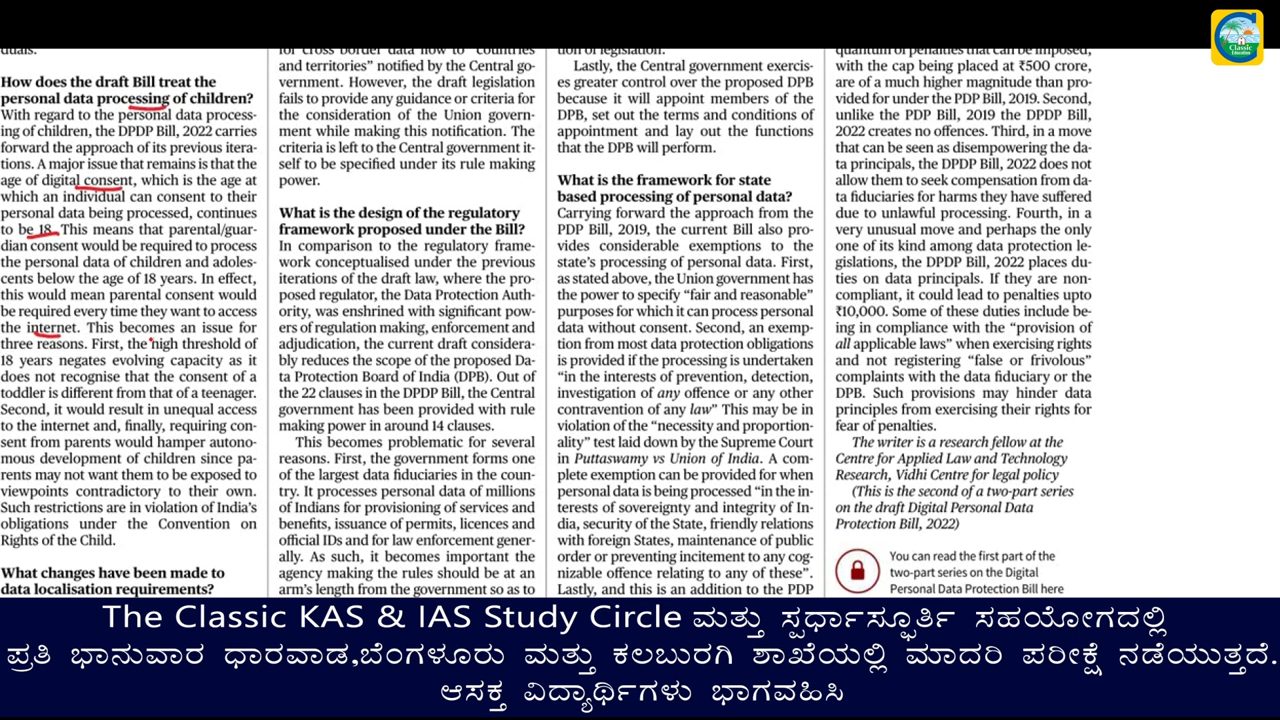 duals.
How does the draft Bill treat the
personal data processing of children?
With regard to the personal data process-
ing of children, the DPDP Bill, 2022 carries
forward the approach of its previous itera-
tions. A major issue that remains is that the
age of digital consent, which is the age at
which an individual can consent to their
personal data being processed, continues
to be 18. This means that parental/guar-
dian consent would be required to process
the personal data of children and adoles-
cents below the age of 18 years. In effect,
this would mean parental consent would
be required every time they want to access
the internet. This becomes an issue for
three reasons. First, the high threshold of
18 years negates evolving capacity as it
does not recognise that the consent of a
toddler is different from that of a teenager.
Second, it would result in unequal access
to the internet and, finally, requiring con-
sent from parents would hamper autono-
mous development of children since pa-
rents may not want them to be exposed to
viewpoints contradictory to their own.
Such restrictions are in violation of India’s
obligations under the Convention on
Rights of the Child.
What changes have been made to
data localisation requirements?
for cross border data flow to “countries
and territories” notified by the Central go-
vernment. However, the draft legislation
fails to provide any guidance or criteria for
the consideration of the Union govern-
ment while making this notification. The
criteria is left to the Central government it-
self to be specified under its rule making
power.
What is the design of the regulatory
framework proposed under the Bill?
In comparison to the regulatory frame-
work conceptualised under the previous
iterations of the draft law, where the pro-
posed regulator, the Data Protection Auth-
ority, was enshrined with significant pow-
ers of regulation making, enforcement and
adjudication, the current draft considera-
bly reduces the scope of the proposed Da-
ta Protection Board of India (DPB). Out of
the 22 clauses in the DPDP Bill, the Central
government has been provided with rule
making power in around 14 clauses.
This becomes problematic for several
reasons. First, the government forms one
of the largest data fiduciaries in the coun-
try. It processes personal data of millions
of Indians for provisioning of services and
benefits, issuance of permits, licences and
official IDs and for law enforcement gener-
ally. As such, it becomes important the
agency making the rules should be at an
arm’s length from the government so as to
tion of legislation.
Lastly, the Central government exercis-
es greater control over the proposed DPB
because it will appoint members of the
DPB, set out the terms and conditions of
appointment and lay out the functions
that the DPB will perform.
What is the framework for state
based processing of personal data?
Carrying forward the approach from the
PDP Bill, 2019, the current Bill also pro-
vides considerable exemptions to the
state’s processing of personal data. First,
as stated above, the Union government has
the power to specify “fair and reasonable”
purposes for which it can process personal
data without consent. Second, an exemp-
tion from most data protection obligations
is provided if the processing is undertaken
“in the interests of prevention, detection,
investigation of any offence or any other
contravention of any law” This may be in
violation of the “necessity and proportion-
ality” test laid down by the Supreme Court
in Puttaswamy vs Union of India. A com-
plete exemption can be provided for when
personal data is being processed “in the in-
terests of sovereignty and integrity of In-
dia, security of the State, friendly relations
with foreign States, maintenance of public
order or preventing incitement to any cog-
nizable offence relating to any of these”.
Lastly, and this is an addition to the PDP
quantum of penalties that can be imposed,
with the cap being placed at ₹500 crore,
are of a much higher magnitude than pro-
vided for under the PDP Bill, 2019. Second,
unlike the PDP Bill, 2019 the DPDP Bill,
2022 creates no offences. Third, in a move
that can be seen as disempowering the da-
ta principals, the DPDP Bill, 2022 does not
allow them to seek compensation from da-
ta fiduciaries for harms they have suffered
due to unlawful processing. Fourth, in a
very unusual move and perhaps the only
one of its kind among data protection le-
gislations, the DPDP Bill, 2022 places du-
ties on data principals. If they are non-
compliant, it could lead to penalties upto
₹10,000. Some of these duties include be-
ing in compliance with the “provision of
all applicable laws” when exercising rights
and not registering “false or frivolous”
complaints with the data fiduciary or the
DPB. Such provisions may hinder data
principles from exercising their rights for
fear of penalties.
The writer is a research fellow at the
Centre for Applied Law and Technology
Research, Vidhi Centre for legal policy
(This is the second of a two-part series
on the draft Digital Personal Data
Protection Bill, 2022)
You can read the first part of the
two-part series on the Digital
Personal Data Protection Bill here
Classic
Education
The Classic KAS & IAS Study Circle ಮತ್ತು ಸ್ಪರ್ಧಾಸ್ಫೂರ್ತಿ ಸಹಯೋಗದಲ್ಲಿ
ಪ್ರತಿ ಭಾನುವಾರ ಧಾರವಾಡ,ಬೆಂಗಳೂರು ಮತ್ತು ಕಲಬುರಗಿ ಶಾಖೆಯಲ್ಲಿ ಮಾದರಿ ಪರೀಕ್ಷೆ ನಡೆಯುತ್ತದೆ.
ಆಸಕ್ತ ವಿದ್ಯಾರ್ಥಿಗಳು ಭಾಗವಹಿಸಿ